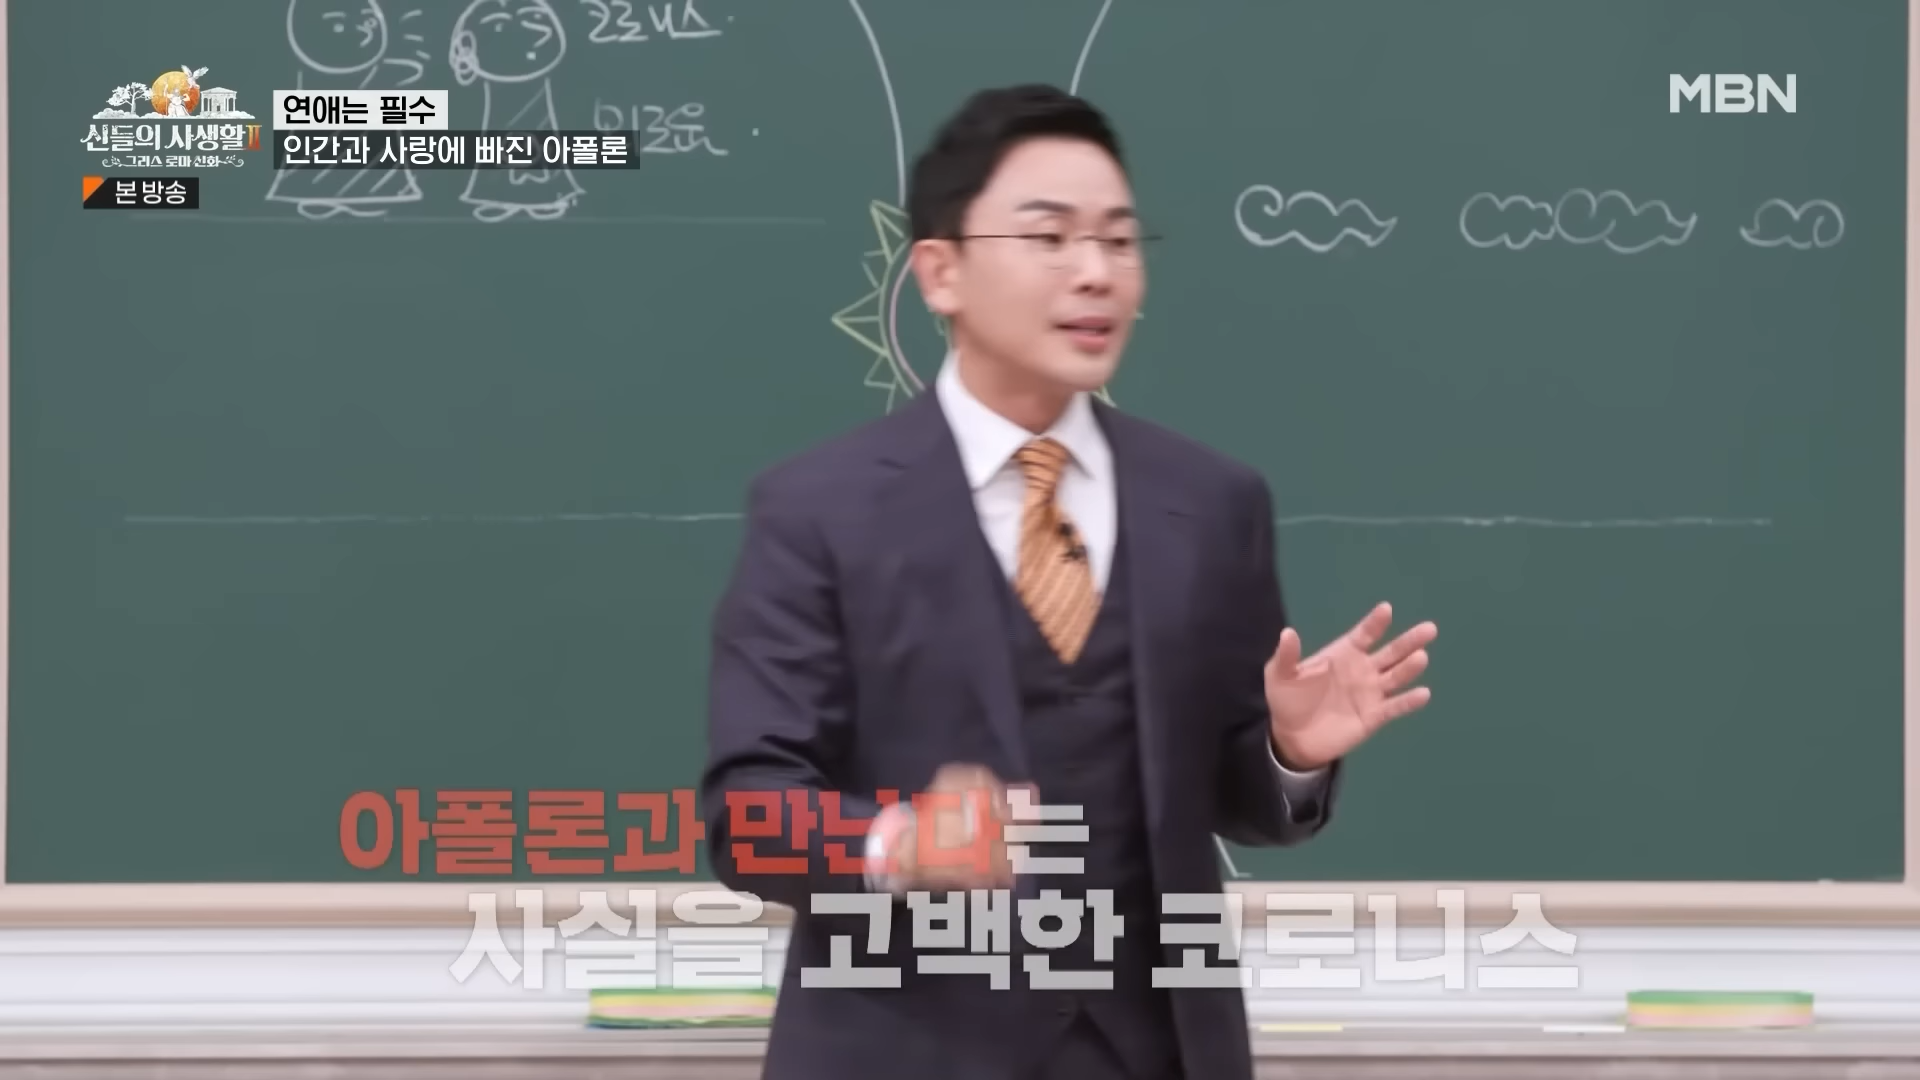 코로니스
MBN
신들의 사생활 II
그리스 로마 신화
연애는 필수
인간과 사랑에 빠진 아폴론
본 방송
아폴론과 만난다는
사실을 고백한 코로니스